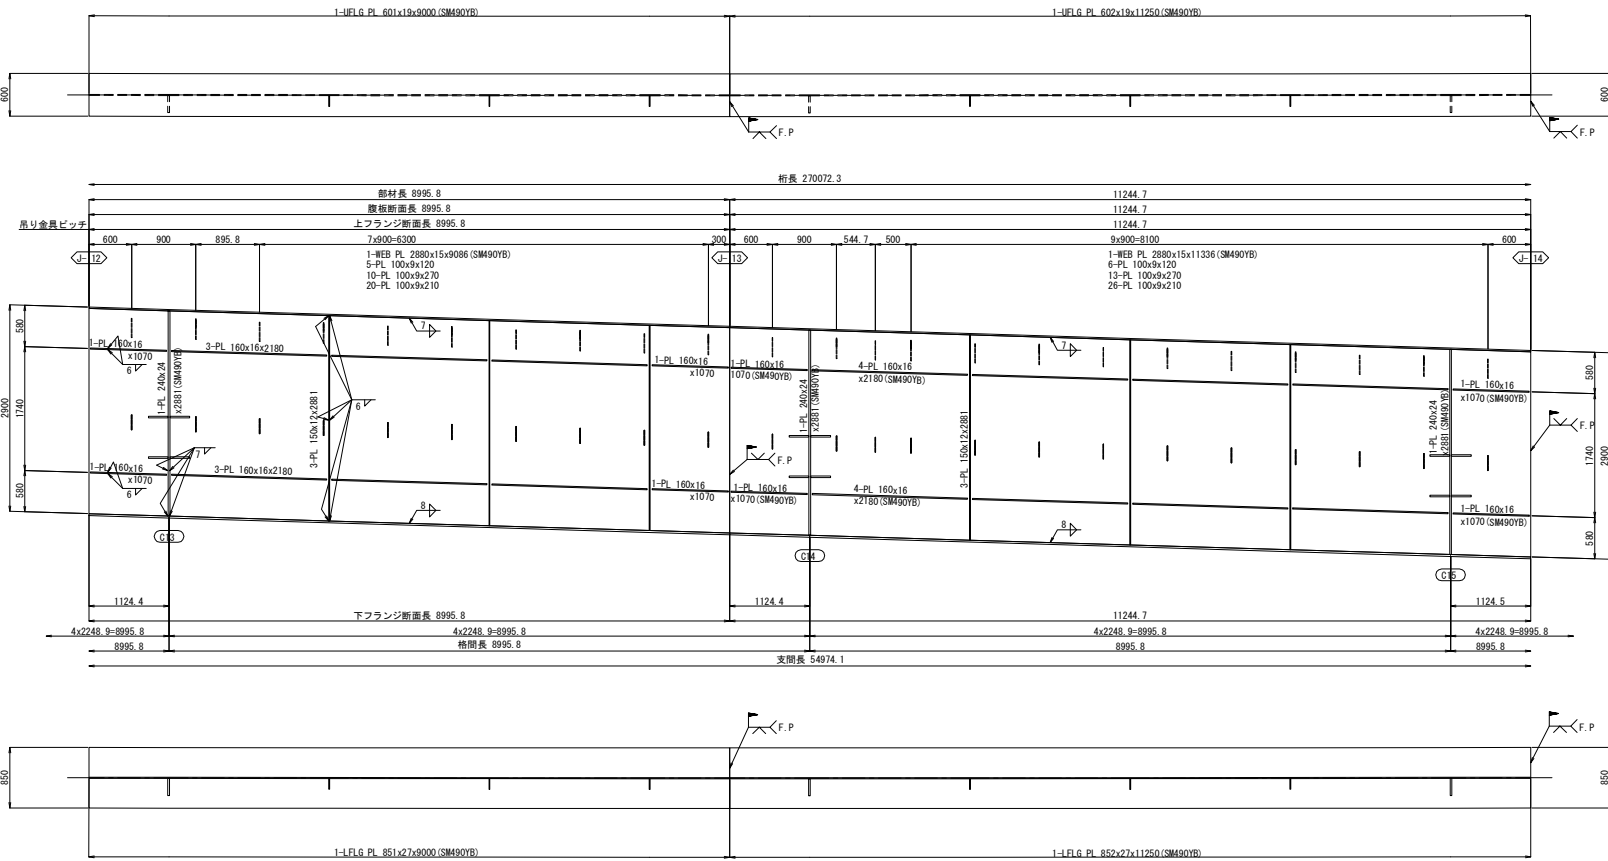 1-UFLG PL 601x19x9000(SM490YB)
1-UFLG PL 602x19x11250(SM490YB)
600
600
F.P
F.P
桁長 270072.3
部材長 8995.8
11244.7
腹板断面長 8995.8
11244.7
吊り金具ピッチ
上フランジ断面長 8995.8
11244.7
600
900
895.8
7x900=6300
300
600
900
544.7
500
9x900=8100
600
J-12
J-13
J-14
1-WEB PL 2880x15x9086(SM490YB)
5-PL 100x9x120
10-PL 100x9x270
20-PL 100x9x210
1-WEB PL 2880x15x11336(SM490YB)
6-PL 100x9x120
13-PL 100x9x270
26-PL 100x9x210
2900
580
1740
580
1-PL 160x16
x1070
6
1-PL 240x24
x2881(SM490YB)
3-PL 160x16x2180
7
6
3-PL 150x12x2881
1-PL 160x16
x1070
1-PL 160x16
1070(SM490YB)
1-PL 240x24
x2881(SM490YB)
4-PL 160x16
x2180(SM490YB)
7
3-PL 150x12x2881
1-PL 240x24
x2881(SM490YB)
1-PL 160x16
x1070(SM490YB)
580
1740
580
2900
F.P
1-PL 160x16
x1070
6
7
3-PL 160x16x2180
8
1-PL 160x16
x1070
F.P
1-PL 160x16
x1070(SM490YB)
4-PL 160x16
x2180(SM490YB)
8
1-PL 160x16
x1070(SM490YB)
C13
C14
C15
1124.4
1124.4
1124.5
下フランジ断面長 8995.8
11244.7
4x2248.9=8995.8
4x2248.9=8995.8
4x2248.9=8995.8
4x2248.9=8995.8
8995.8
格間長 8995.8
8995.8
8995.8
支間長 54974.1
F.P
F.P
850
850
1-LFLG PL 851x27x9000(SM490YB)
1-LFLG PL 852x27x11250(SM490YB)